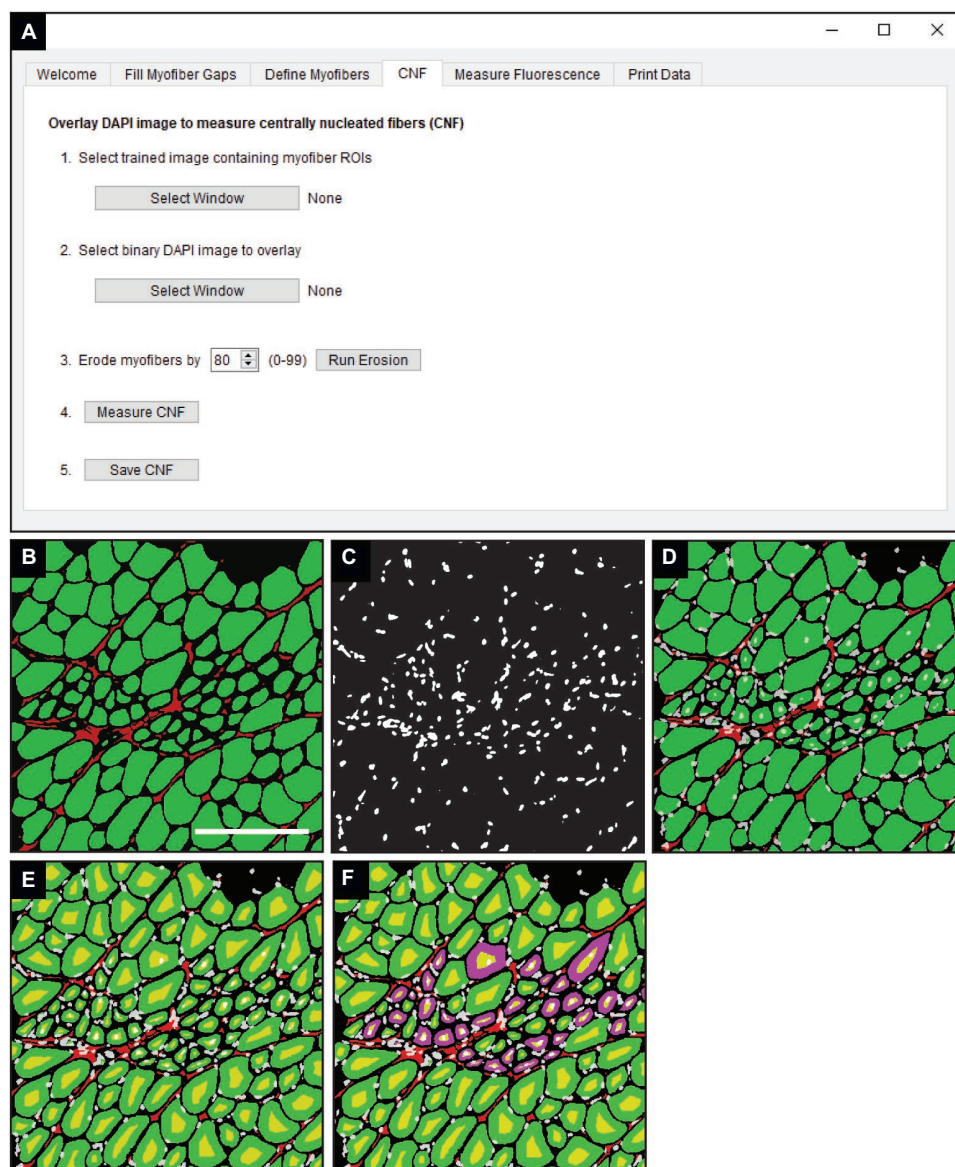 A
Welcome Fill Myofiber Gaps Define Myofibers CNF Measure Fluorescence Print Data
Overlay DAPI image to measure centrally nucleated fibers (CNF)
1. Select trained image containing myofiber ROIs
Select Window None
2. Select binary DAPI image to overlay
Select Window None
3. Erode myofibers by 80 (0-99) Run Erosion
4. Measure CNF
5. Save CNF
B C D
E F